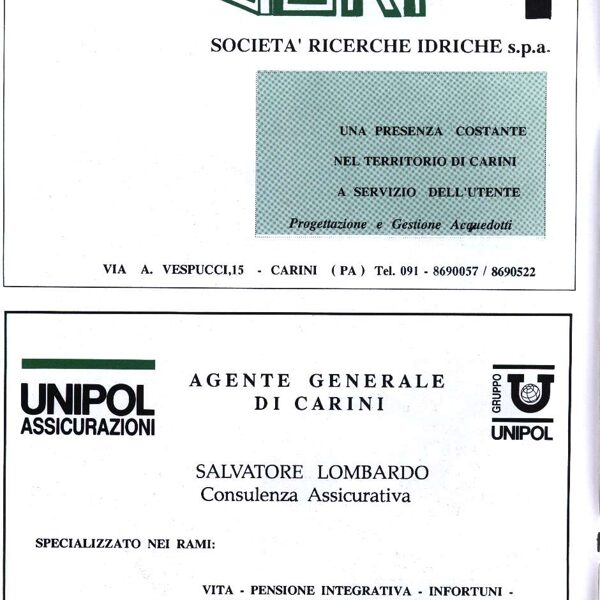 SOCIETA' RICERCHE IDRICHE s.p.a.
UNA PRESENZA COSTANTE
NEL TERRITORIO DI CARINI
A SERVIZIO DELL'UTENTE
Progettazione e Gestione Acquedotti
VIA A. VESPUCCI,15 - CARINI (PA) Tel. 091 - 8690057 / 8690522
UNIPOL
ASSICURAZIONI
AGENTE GENERALE
DI CARINI
GRUPPO
U
UNIPOL
SALVATORE LOMBARDO
Consulenza Assicurativa
SPECIALIZZATO NEI RAMI:
VITA - PENSIONE INTEGRATIVA - INFORTUNI -